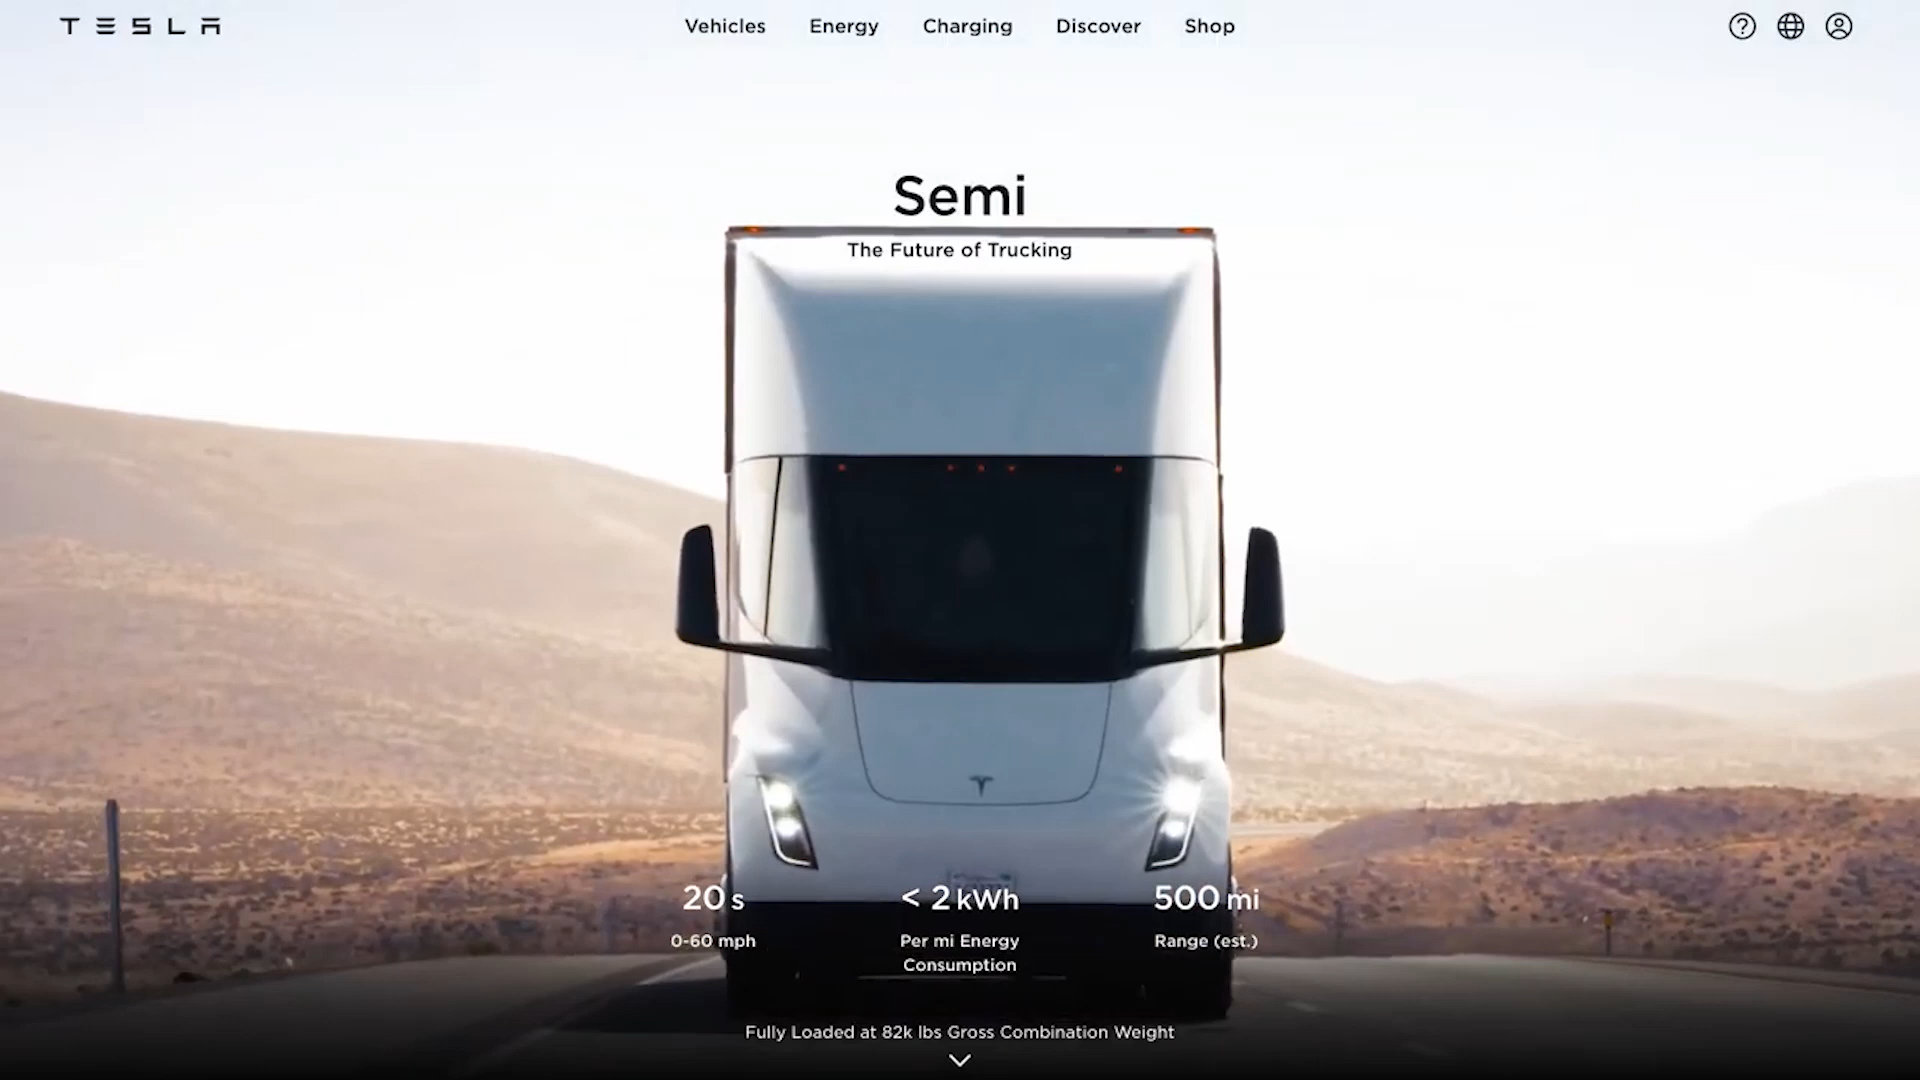 TESLA
Vehicles Energy Charging Discover Shop
Semi
The Future of Trucking
20 s
0-60 mph
< 2 kWh
Per mi Energy
Consumption
500 mi
Range (est.)
Fully Loaded at 82k lbs Gross Combination Weight